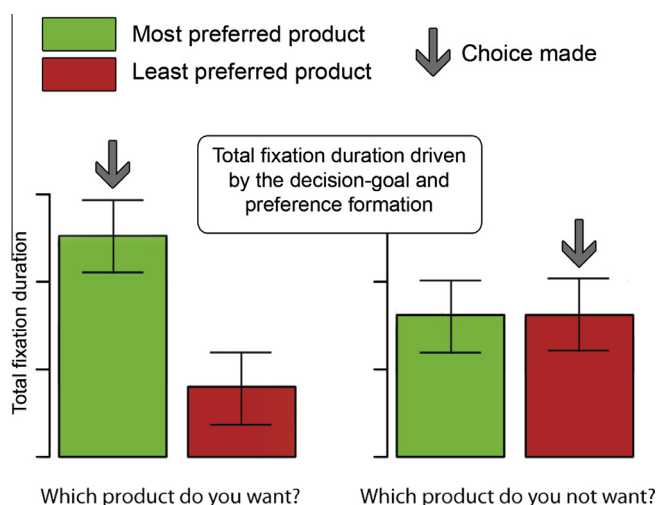 Most preferred product
Least preferred product
Choice made
Total fixation duration driven
by the decision-goal and
preference formation
Total fixation duration
Which product do you want?
Which product do you not want?